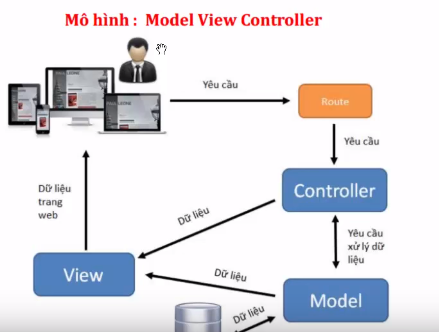 Mô hình : Model View Controller
Yêu cầu
Route
Yêu cầu
Controller
Dữ liệu
Dữ liệu
trang
web
Yêu cầu
xử lý dữ
liệu
View
Dữ liệu
Model
Dữ liệu